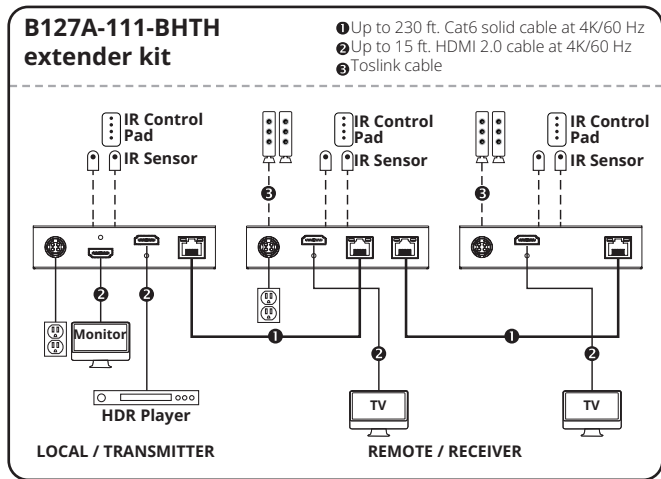 B127A-111-BHTH
extender kit
❶Up to 230 ft. Cat6 solid cable at 4K/60 Hz
❷Up to 15 ft. HDMI 2.0 cable at 4K/60 Hz
❸Toslink cable
IR Control
Pad
IR Sensor
IR Control
Pad
IR Sensor
IR Control
Pad
IR Sensor
❸
❸
❷
❷
❶
❶
❷
❷
Monitor
HDR Player
TV
TV
LOCAL / TRANSMITTER
REMOTE / RECEIVER